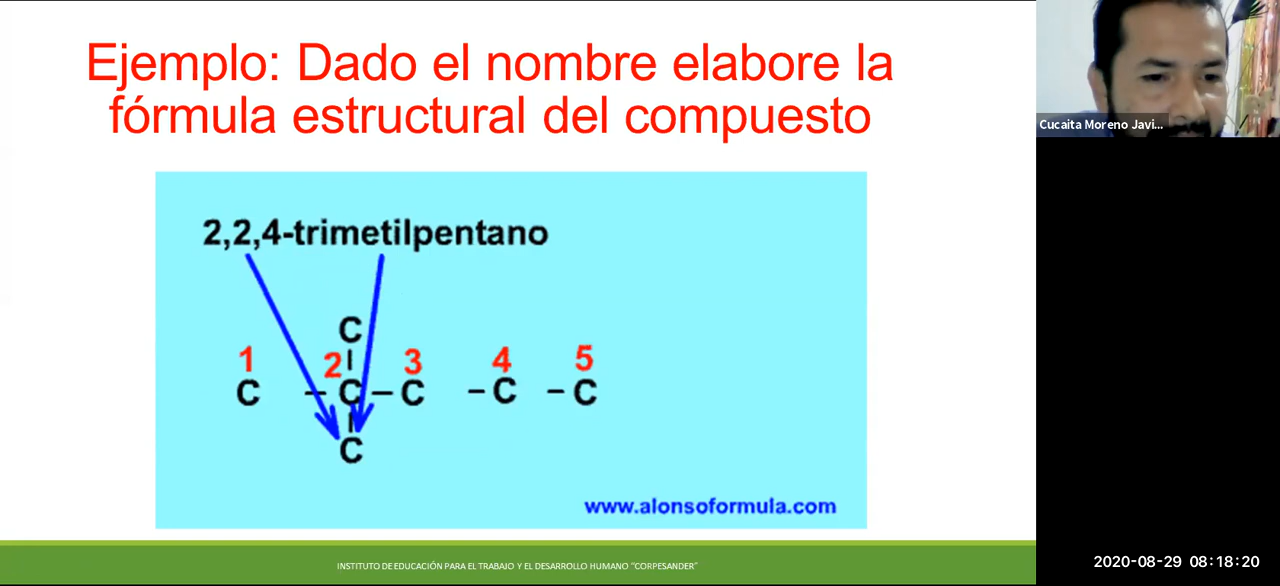 Ejemplo: Dado el nombre elabore la
fórmula estructural del compuesto
Cucaita Moreno Javi...
2,2,4-trimetilpentano
C
1 2 3 4 5
C – C – C – C – C
C
www.alonsoformula.com
INSTITUTO DE EDUCACIÓN PARA EL TRABAJO Y EL DESARROLLO HUMANO “CORPESANDER”
2020-08-29 08:18:20